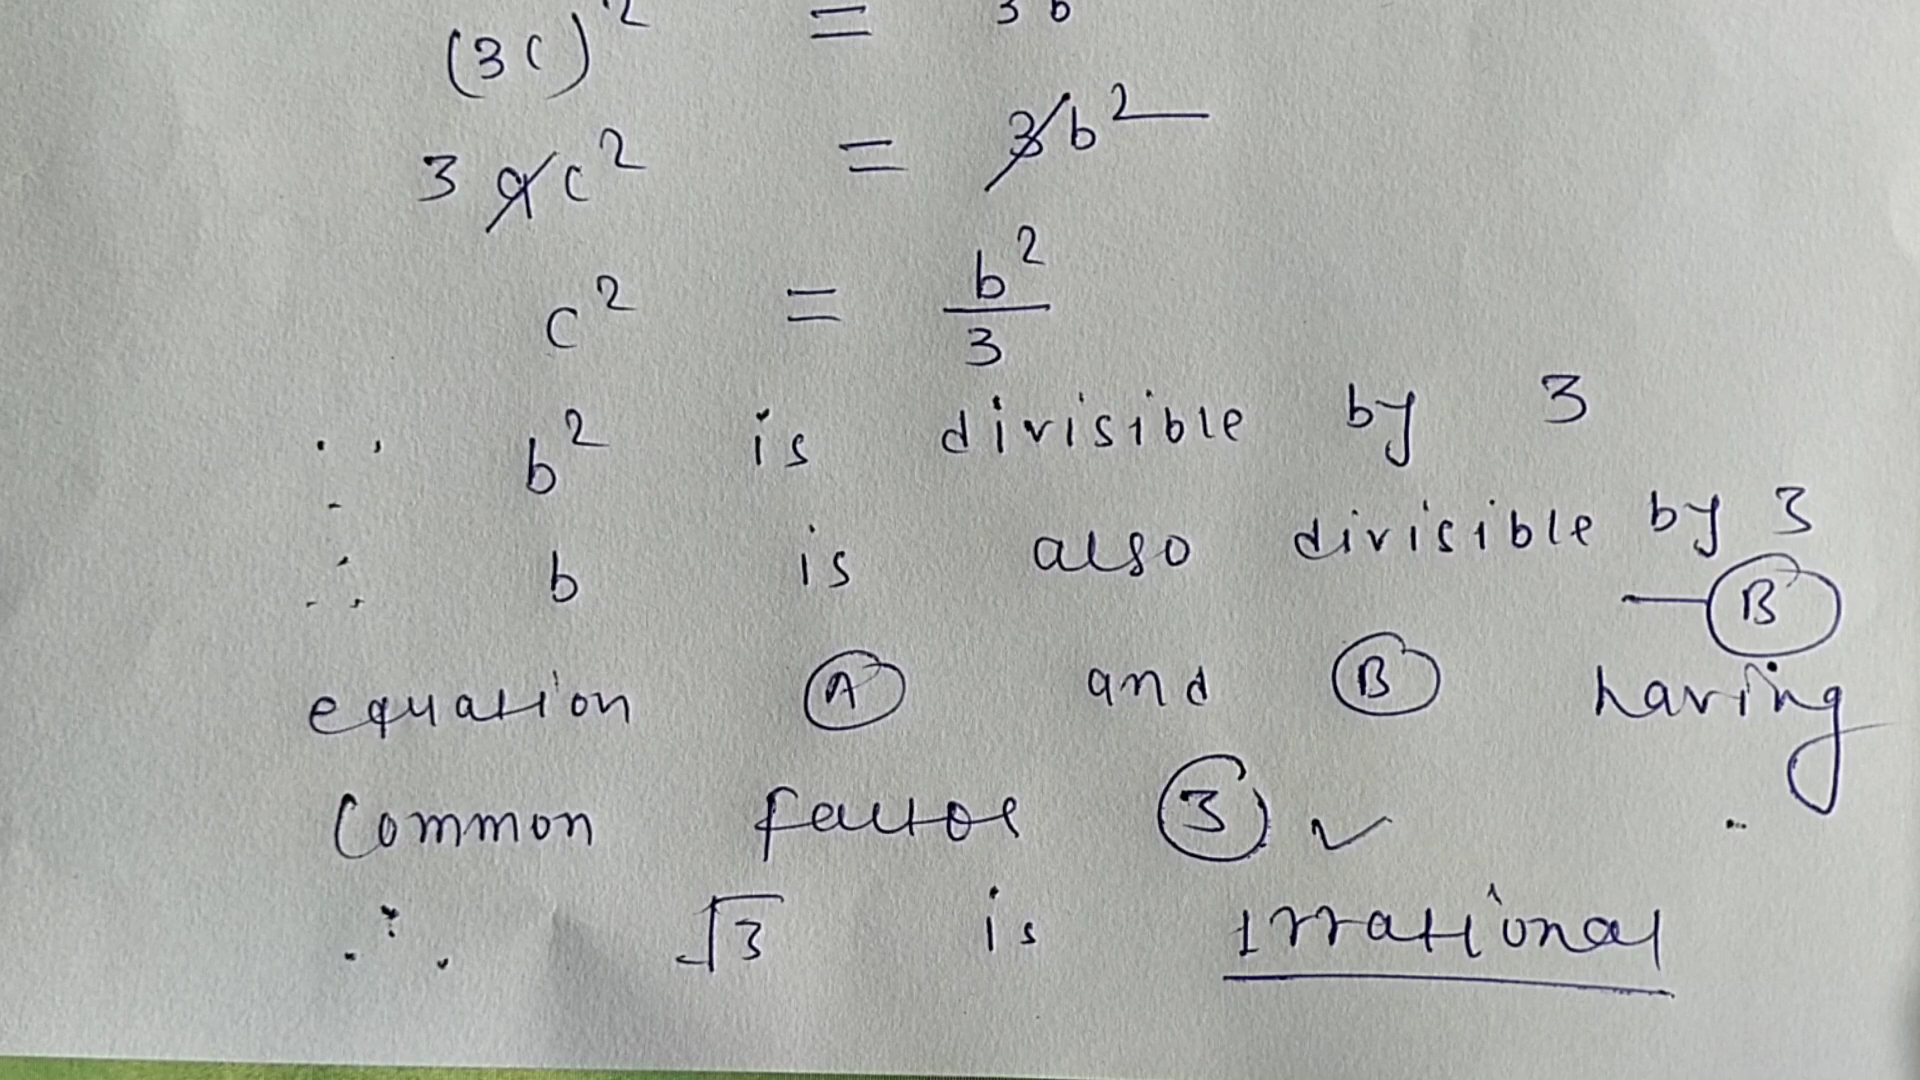 (3c)² = 3b
3 9c² = 3b²
c² = b²/3
∵ b² is divisible by 3
∴ b is also divisible by 3
— B
equation A and B having
common factor 3 ✓
∴ √3 is irrational